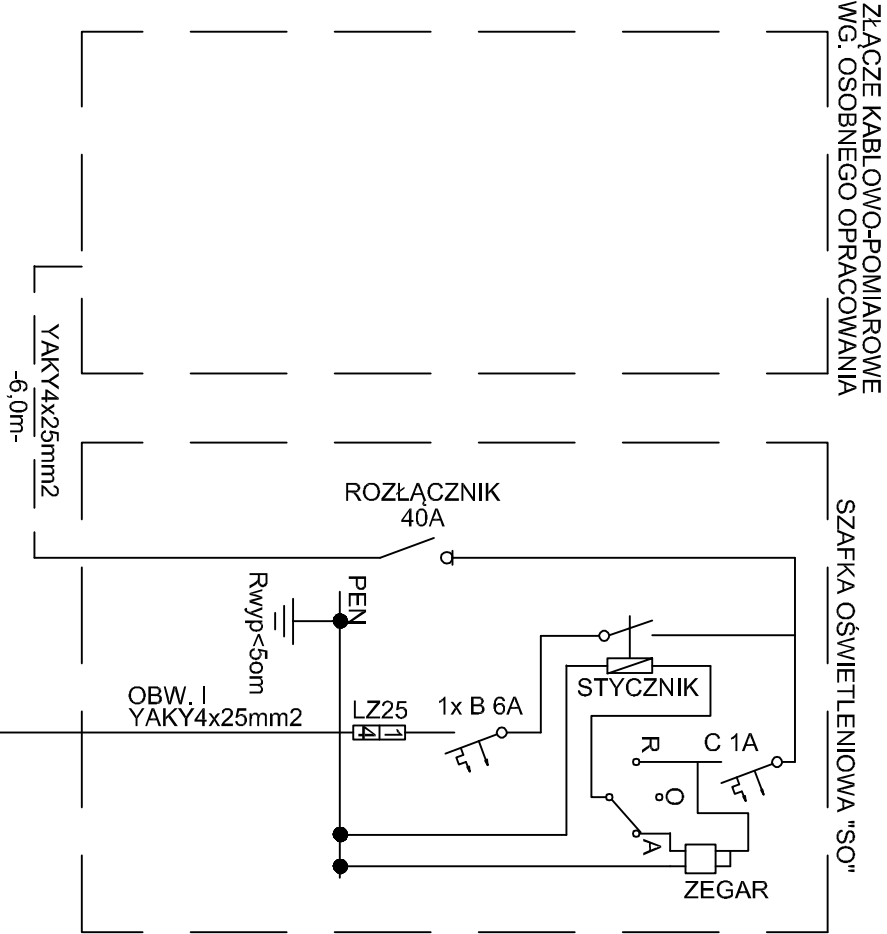 ZŁĄCZE KABLOWO-POMIAROWE
WG. OSOBNEGO OPRACOWANIA
YAKY4x25mm2
-6,0m-
SZAFKA OŚWIETLENIOWA "SO"
ROZŁĄCZNIK
40A
PEN
Rwyp<5om
STYCZNIK
OBW. I
YAKY4x25mm2
LZ25
1
4
1x B 6A
R
C 1A
O
A
ZEGAR